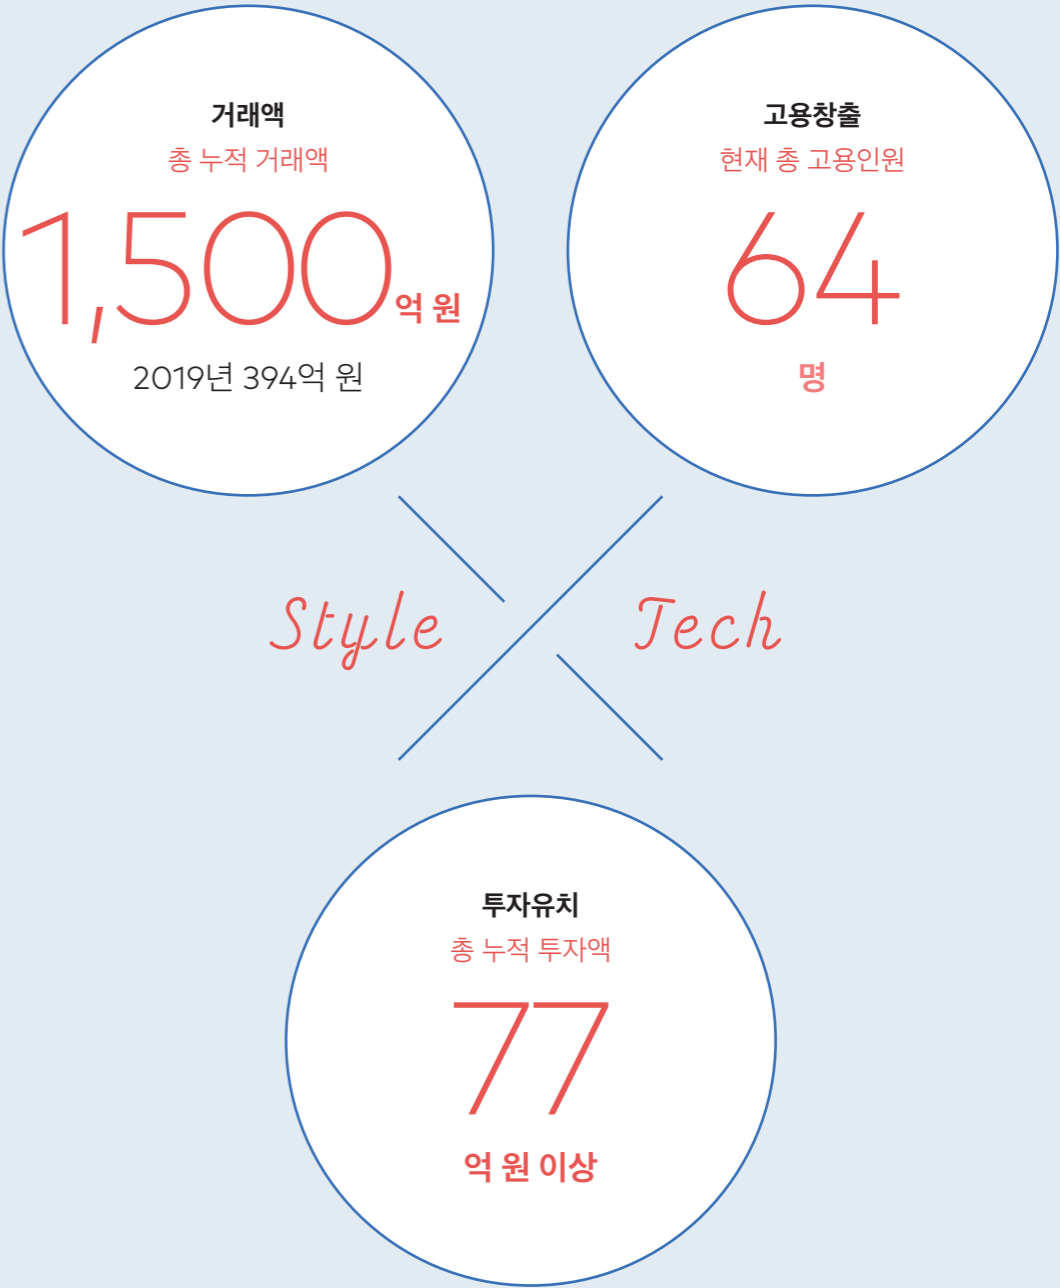 거래액
총 누적 거래액
1,500억 원
2019년 394억 원
고용창출
현재 총 고용인원
64
명
Style Tech
투자유치
총 누적 투자액
77
억 원 이상